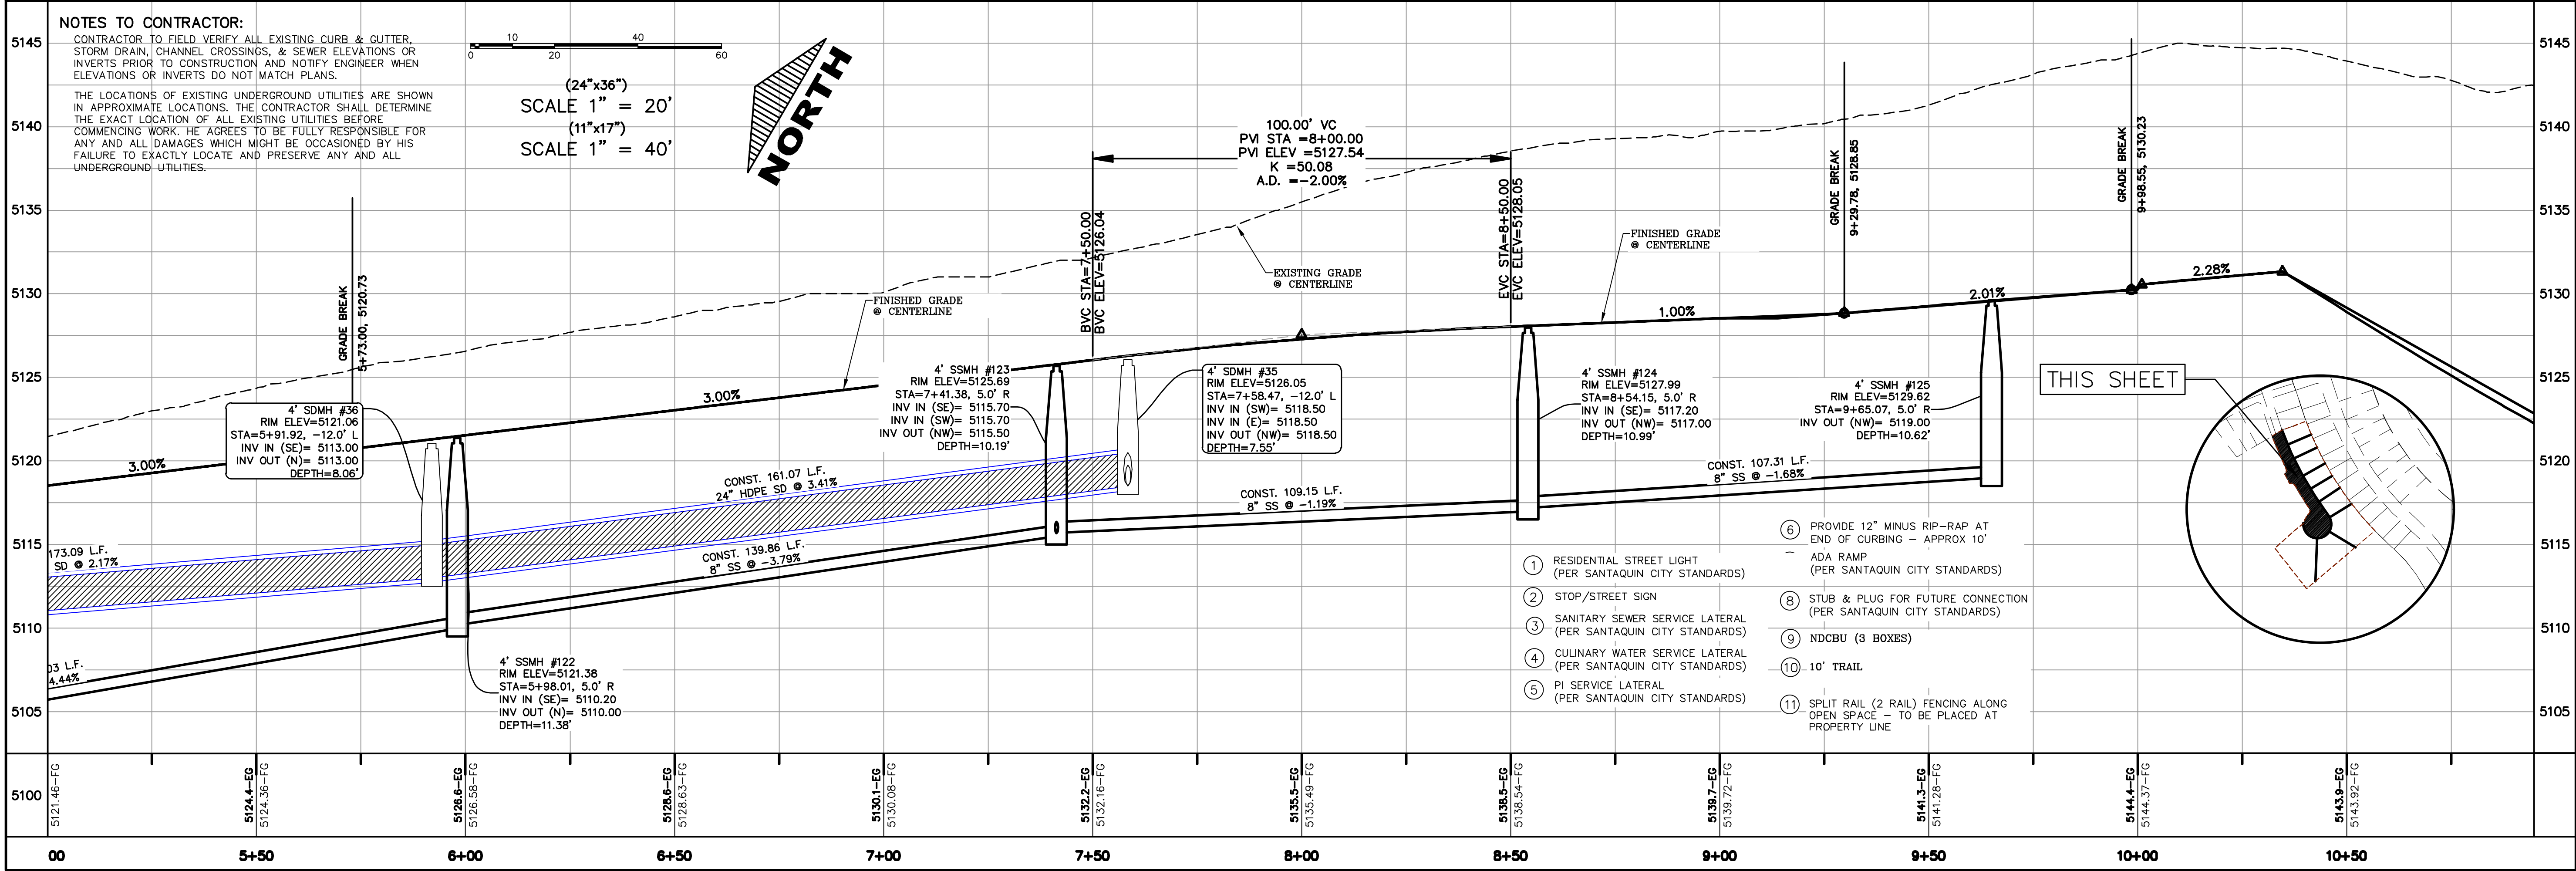 NOTES TO CONTRACTOR:
CONTRACTOR TO FIELD VERIFY ALL EXISTING CURB & GUTTER,
STORM DRAIN, CHANNEL CROSSINGS, & SEWER ELEVATIONS OR
INVERTS PRIOR TO CONSTRUCTION AND NOTIFY ENGINEER WHEN
ELEVATIONS OR INVERTS DO NOT MATCH PLANS.
THE LOCATIONS OF EXISTING UNDERGROUND UTILITIES ARE SHOWN
IN APPROXIMATE LOCATIONS. THE CONTRACTOR SHALL DETERMINE
THE EXACT LOCATION OF ALL EXISTING UTILITIES BEFORE
COMMENCING WORK. HE AGREES TO BE FULLY RESPONSIBLE FOR
ANY AND ALL DAMAGES WHICH MIGHT BE OCCASIONED BY HIS
FAILURE TO EXACTLY LOCATE AND PRESERVE ANY AND ALL
UNDERGROUND UTILITIES.
10 40
0 20 60
(24"x36")
SCALE 1" = 20'
(11"x17")
SCALE 1" = 40'
NORTH
5145
5140
5135
5130
5125
5120
5115
5110
5105
5100
5145
5140
5135
5130
5125
5120
5115
5110
5105
GRADE BREAK
5+73.00, 5120.73
100.00' VC
PVI STA =8+00.00
PVI ELEV =5127.54
K =50.08
A.D. =-2.00%
BVC STA=7+50.00
BVC ELEV=5126.04
EVC STA=8+50.00
EVC ELEV=5128.05
GRADE BREAK
9+29.78, 5128.85
GRADE BREAK
9+98.55, 5130.23
FINISHED GRADE
@ CENTERLINE
EXISTING GRADE
@ CENTERLINE
FINISHED GRADE
@ CENTERLINE
3.00%
3.00%
1.00%
2.01%
2.28%
4' SDMH #36
RIM ELEV=5121.06
STA=5+91.92, -12.0' L
INV IN (SE)= 5113.00
INV OUT (N)= 5113.00
DEPTH=8.06'
4' SSMH #123
RIM ELEV=5125.69
STA=7+41.38, 5.0' R
INV IN (SE)= 5115.70
INV IN (SW)= 5115.70
INV OUT (NW)= 5115.50
DEPTH=10.19'
4' SDMH #35
RIM ELEV=5126.05
STA=7+58.47, -12.0' L
INV IN (SW)= 5118.50
INV IN (E)= 5118.50
INV OUT (NW)= 5118.50
DEPTH=7.55'
4' SSMH #124
RIM ELEV=5127.99
STA=8+54.15, 5.0' R
INV IN (SE)= 5117.20
INV OUT (NW)= 5117.00
DEPTH=10.99'
4' SSMH #125
RIM ELEV=5129.62
STA=9+65.07, 5.0' R
INV OUT (NW)= 5119.00
DEPTH=10.62'
4' SSMH #122
RIM ELEV=5121.38
STA=5+98.01, 5.0' R
INV IN (SE)= 5110.20
INV OUT (N)= 5110.00
DEPTH=11.38'
173.09 L.F.
SD @ 2.17%
03 L.F.
4.44%
CONST. 161.07 L.F.
24" HDPE SD @ 3.41%
CONST. 139.86 L.F.
8" SS @ -3.79%
CONST. 109.15 L.F.
8" SS @ -1.19%
CONST. 107.31 L.F.
8" SS @ -1.68%
THIS SHEET
1 RESIDENTIAL STREET LIGHT
(PER SANTAQUIN CITY STANDARDS)
2 STOP/STREET SIGN
3 SANITARY SEWER SERVICE LATERAL
(PER SANTAQUIN CITY STANDARDS)
4 CULINARY WATER SERVICE LATERAL
(PER SANTAQUIN CITY STANDARDS)
5 PI SERVICE LATERAL
(PER SANTAQUIN CITY STANDARDS)
6 PROVIDE 12" MINUS RIP-RAP AT
END OF CURBING - APPROX 10'
ADA RAMP
(PER SANTAQUIN CITY STANDARDS)
8 STUB & PLUG FOR FUTURE CONNECTION
(PER SANTAQUIN CITY STANDARDS)
9 NDCBU (3 BOXES)
10 10' TRAIL
11 SPLIT RAIL (2 RAIL) FENCING ALONG
OPEN SPACE - TO BE PLACED AT
PROPERTY LINE
5121.46-FG
5124.4-EG
5124.36-FG
5126.6-EG
5126.58-FG
5128.6-EG
5128.63-FG
5130.1-EG
5130.08-FG
5132.2-EG
5132.16-FG
5135.5-EG
5135.49-FG
5138.5-EG
5138.54-FG
5139.7-EG
5139.72-FG
5141.3-EG
5141.28-FG
5144.4-EG
5144.37-FG
5143.9-EG
5143.92-FG
00 5+50 6+00 6+50 7+00 7+50 8+00 8+50 9+00 9+50 10+00 10+50